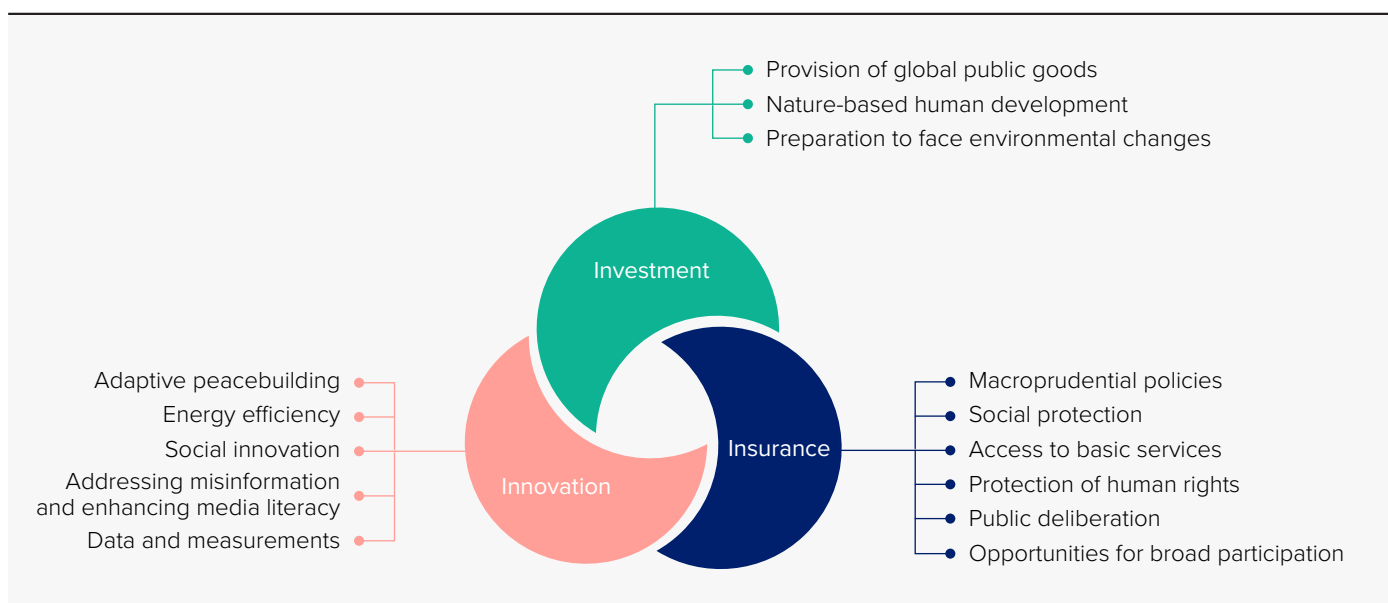 Provision of global public goods
Nature-based human development
Preparation to face environmental changes
Investment
Adaptive peacebuilding
Energy efficiency
Social innovation
Addressing misinformation
and enhancing media literacy
Data and measurements
Innovation
Insurance
Macroprudential policies
Social protection
Access to basic services
Protection of human rights
Public deliberation
Opportunities for broad participation